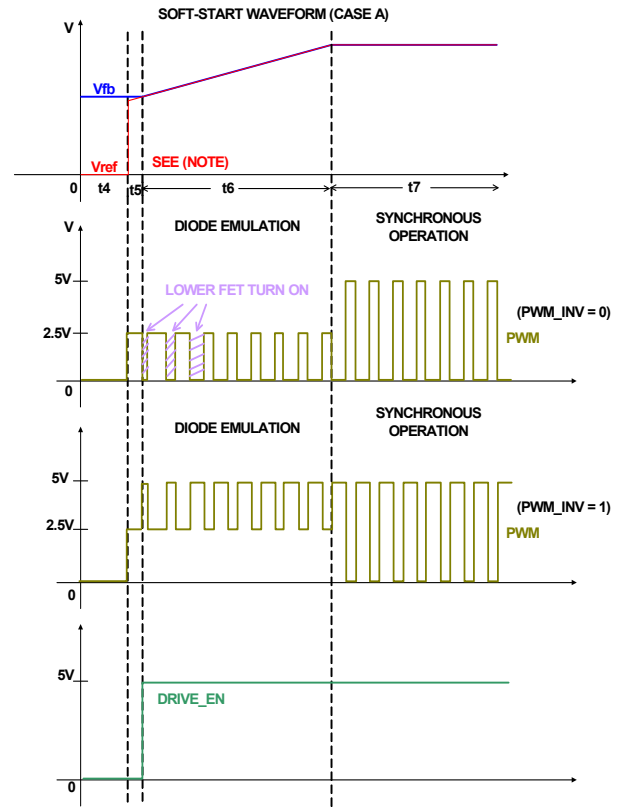 SOFT-START WAVEFORM (CASE A)
V
Vfb
Vref
SEE (NOTE)
0
t4
t5
t6
t7
V
DIODE EMULATION
SYNCHRONOUS
OPERATION
5V
LOWER FET TURN ON
(PWM_INV = 0)
2.5V
PWM
0
DIODE EMULATION
SYNCHRONOUS
OPERATION
5V
(PWM_INV = 1)
2.5V
PWM
0
5V
DRIVE_EN
0